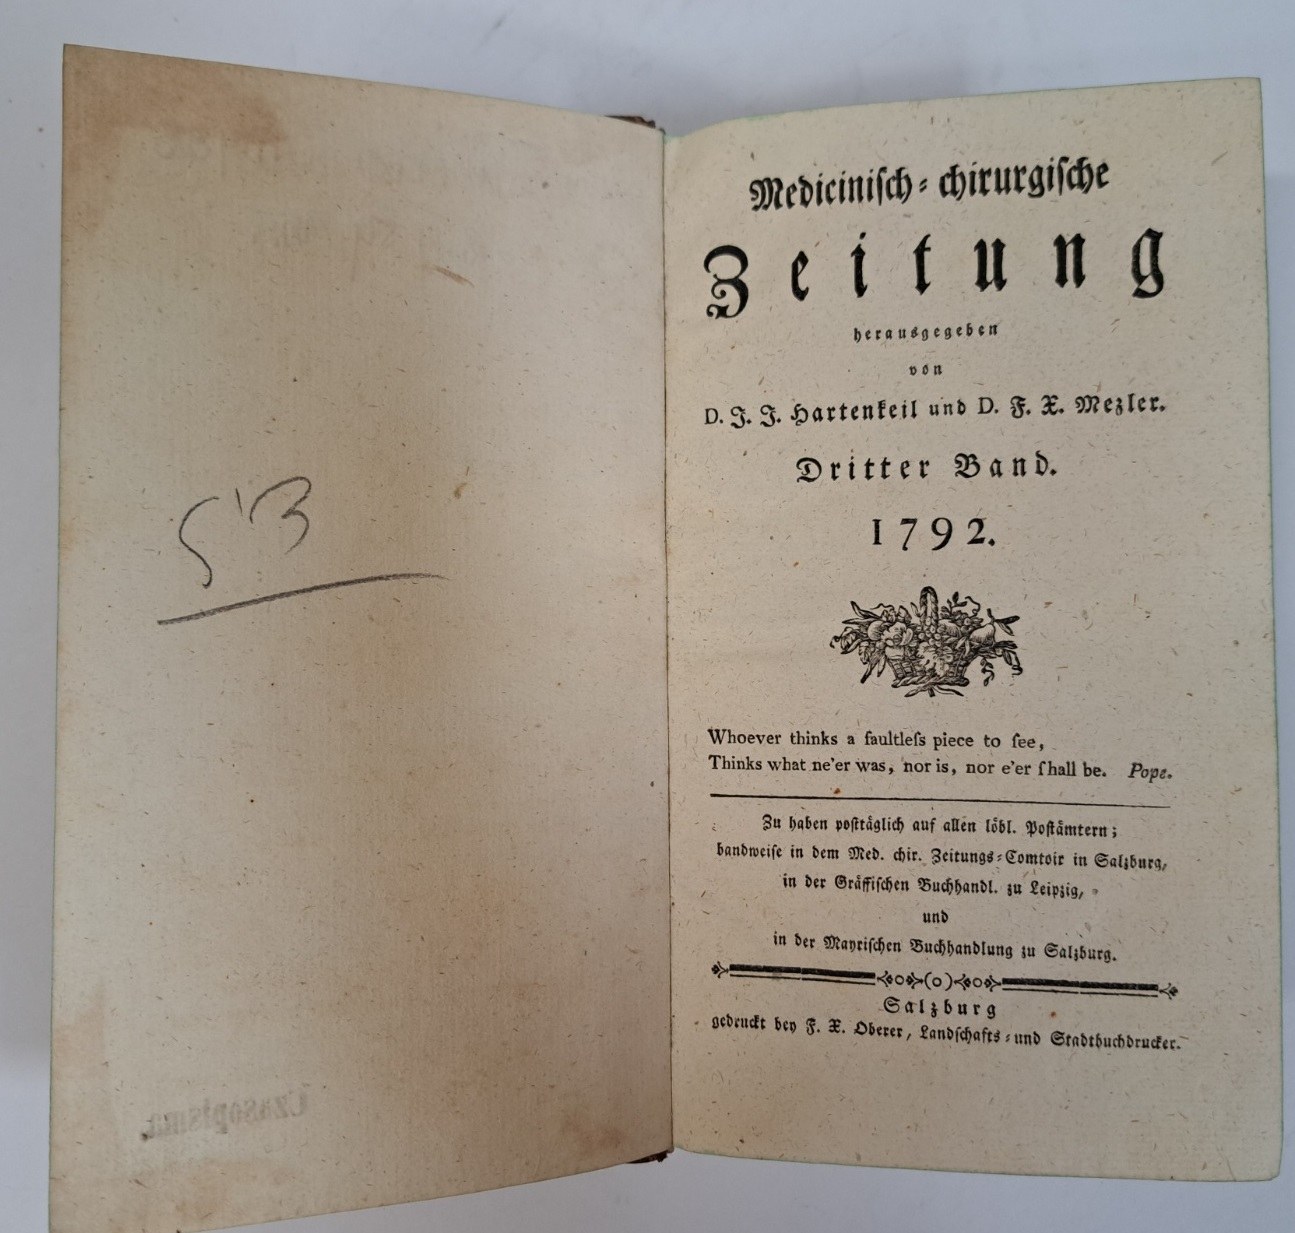 Mediciniſch⸗chirurgiſche
Zeitung
herausgegeben
von
D. J. J. Hartenkeil und D. F. X. Mezler.
Dritter Band.
1792.
Whoever thinks a faultleſs piece to ſee,
Thinks what ne'er was, nor is, nor e'er ſhall be. Pope.
Zu haben poſttäglich auf allen löbl. Poſtämtern;
bandweiſe in dem Med. chir. Zeitungs⸗Comtoir in Salzburg,
in der Gräffiſchen Buchhandl. zu Leipzig,
und
in der Mayriſchen Buchhandlung zu Salzburg.
Salzburg
gedruckt bey F. X. Oberer, Landſchafts⸗und Stadtbuchdrucker.
Czasopisma.